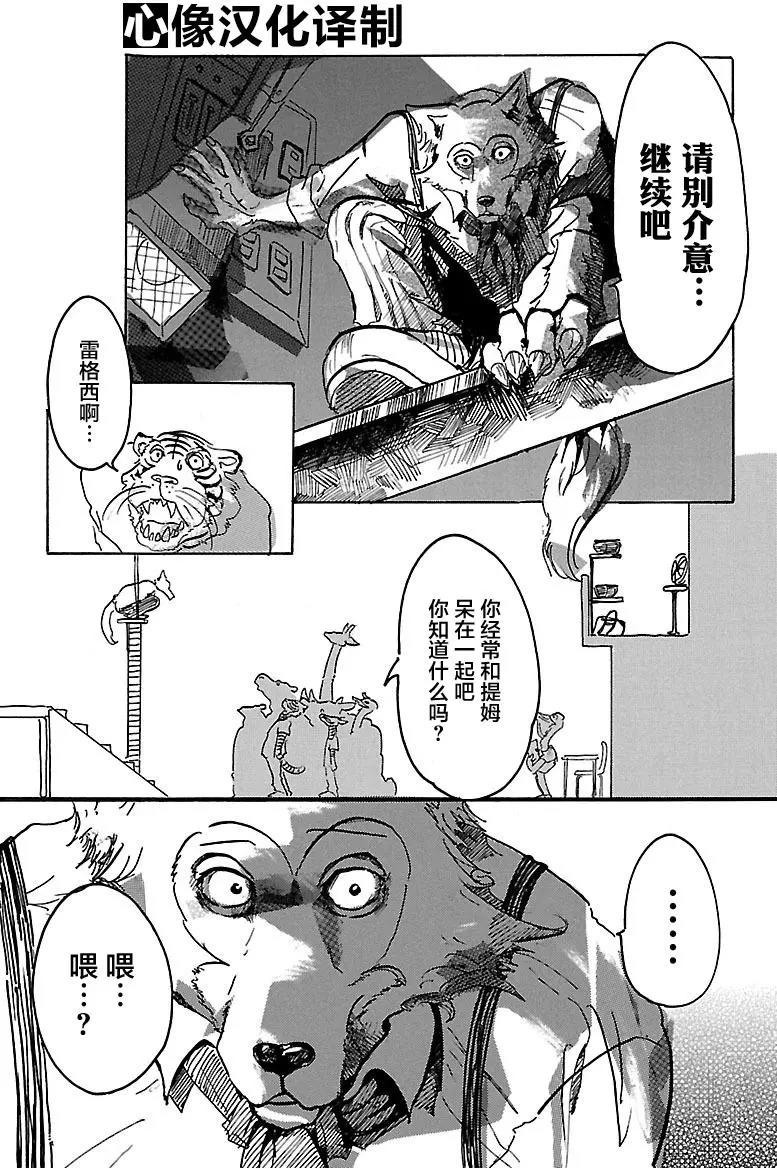 心像汉化译制
请别介意…
继续吧
雷格西啊…
你经常和提姆
呆在一起吧
你知道什么吗?
……
喂…
喂…?